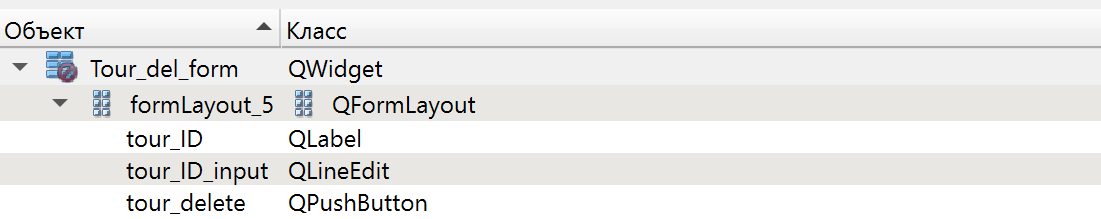 Объект Класс
Tour_del_form QWidget
formLayout_5 QFormLayout
tour_ID QLabel
tour_ID_input QLineEdit
tour_delete QPushButton